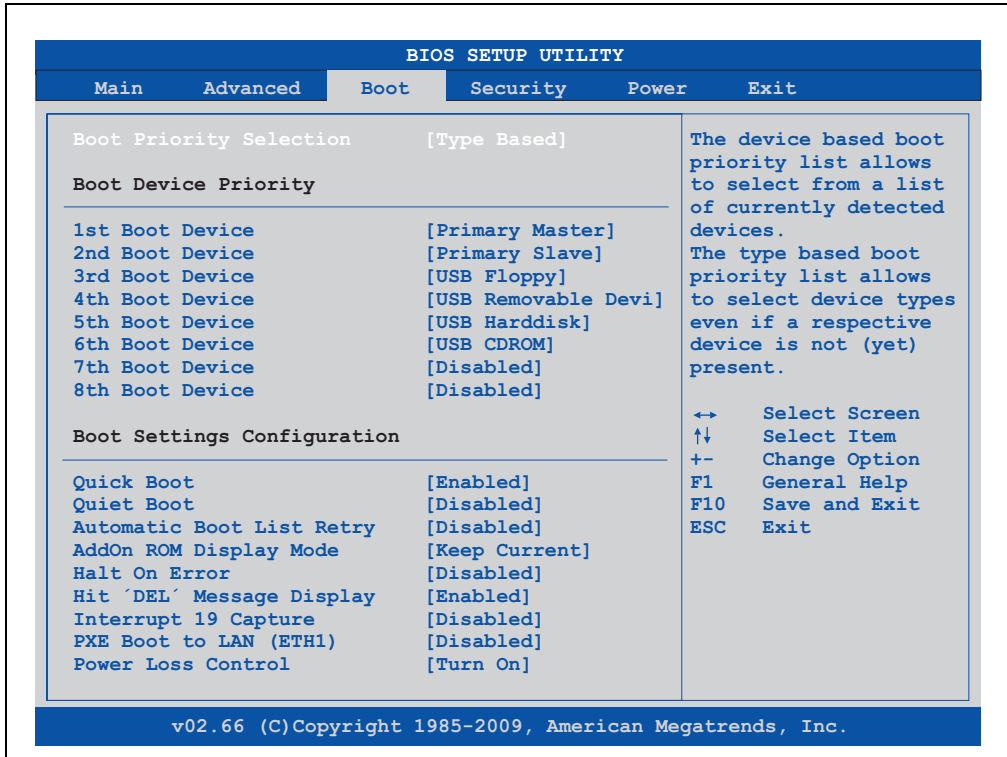 BIOS SETUP UTILITY
Main Advanced Boot Security Power Exit
Boot Priority Selection [Type Based]
Boot Device Priority
1st Boot Device [Primary Master]
2nd Boot Device [Primary Slave]
3rd Boot Device [USB Floppy]
4th Boot Device [USB Removable Devi]
5th Boot Device [USB Harddisk]
6th Boot Device [USB CDROM]
7th Boot Device [Disabled]
8th Boot Device [Disabled]
Boot Settings Configuration
Quick Boot [Enabled]
Quiet Boot [Disabled]
Automatic Boot List Retry [Disabled]
AddOn ROM Display Mode [Keep Current]
Halt On Error [Disabled]
Hit ´DEL´ Message Display [Enabled]
Interrupt 19 Capture [Disabled]
PXE Boot to LAN (ETH1) [Disabled]
Power Loss Control [Turn On]
The device based boot
priority list allows
to select from a list
of currently detected
devices.
The type based boot
priority list allows
to select device types
even if a respective
device is not (yet)
present.
↔ Select Screen
↑↓ Select Item
+- Change Option
F1 General Help
F10 Save and Exit
ESC Exit
v02.66 (C)Copyright 1985-2009, American Megatrends, Inc.